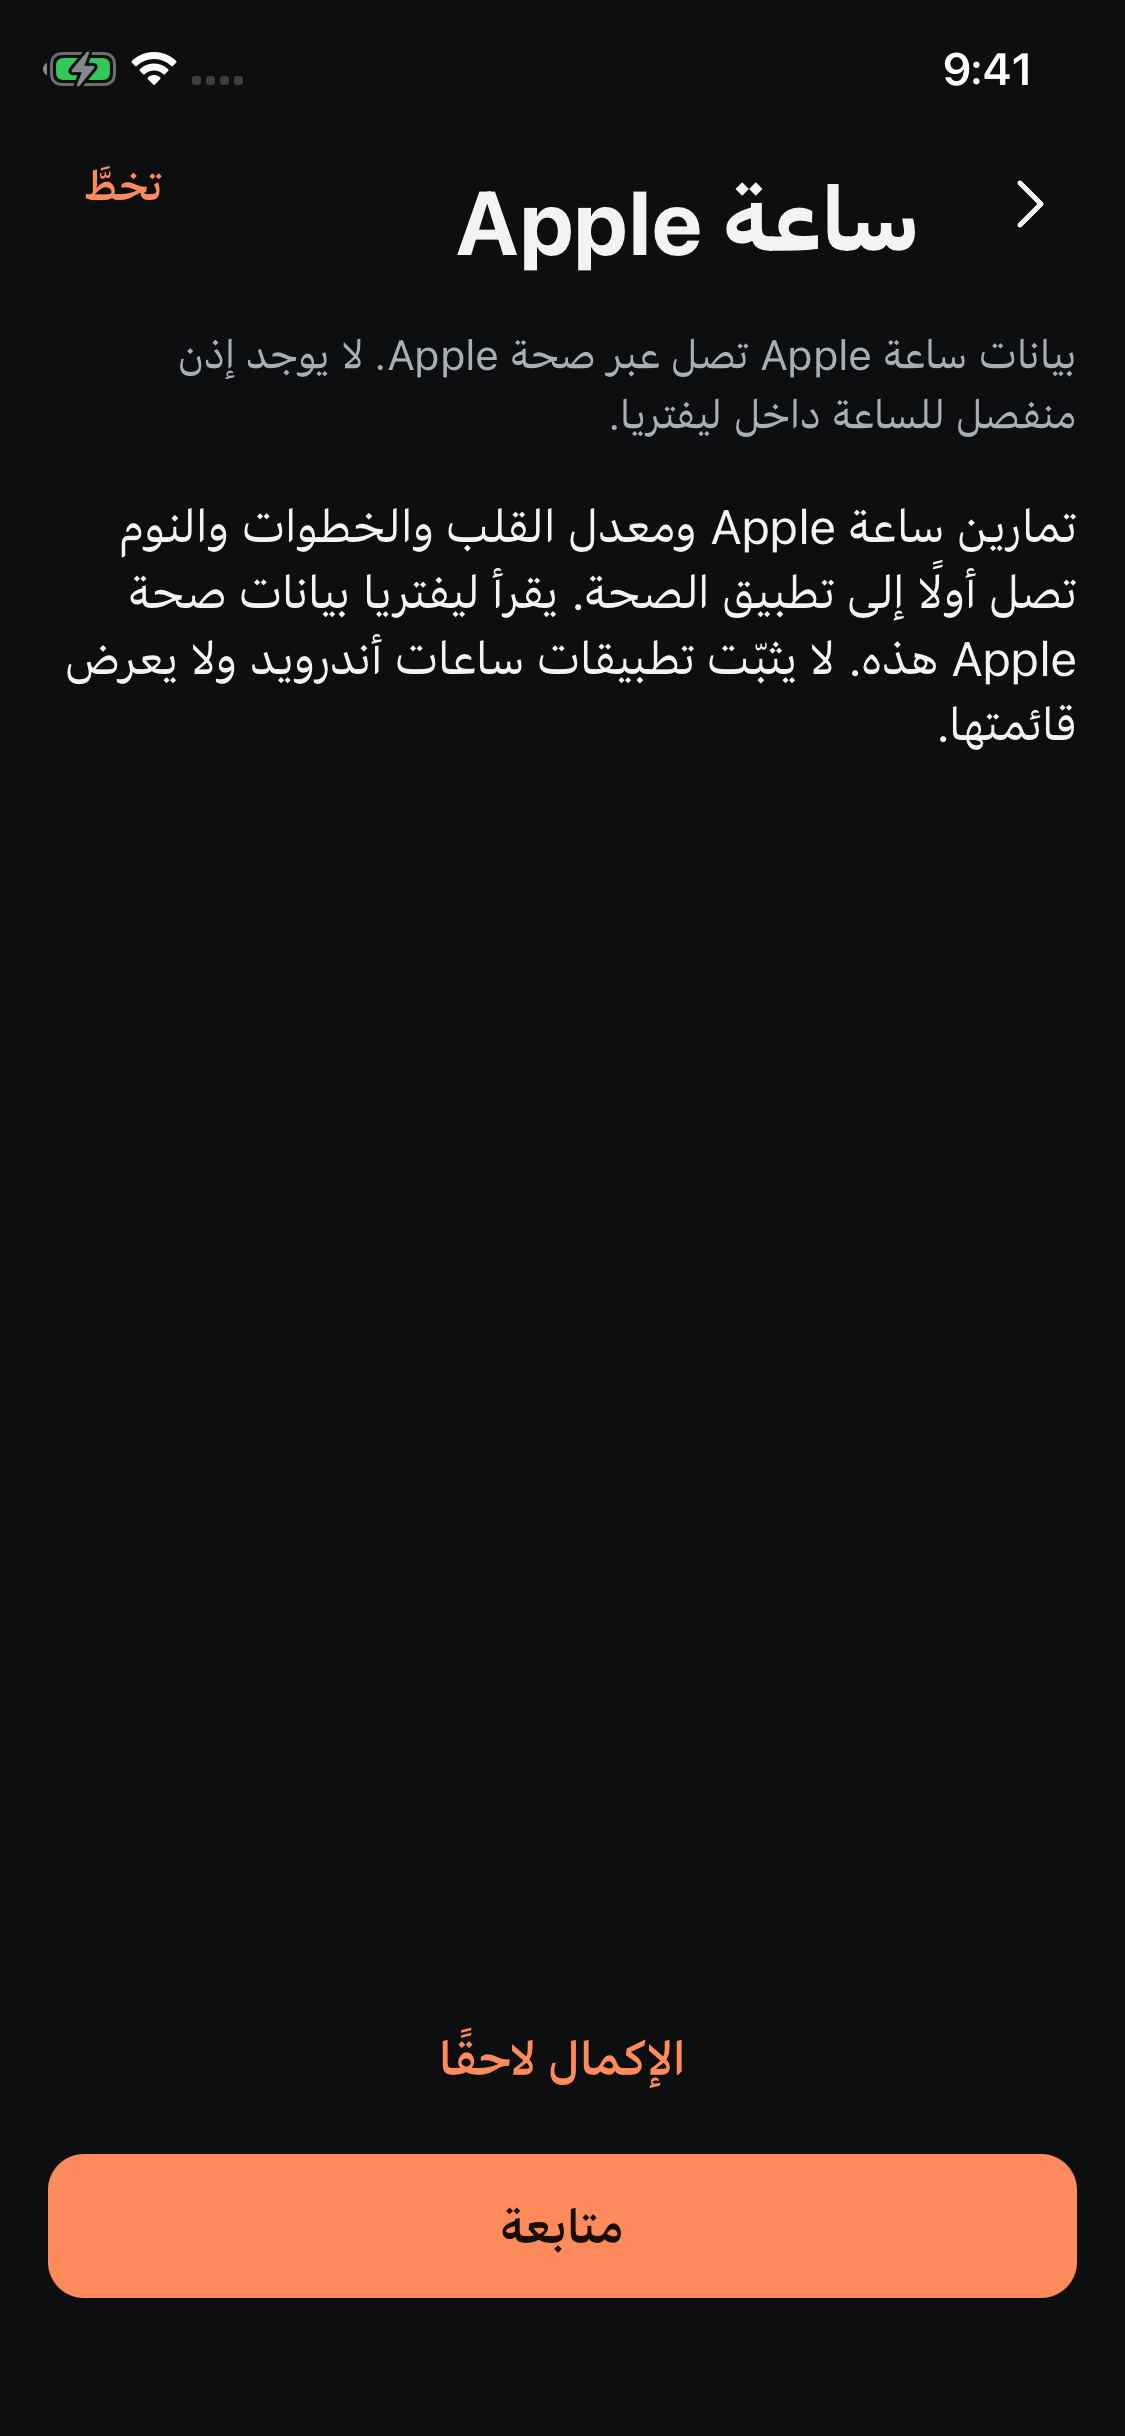 9:41
ساعة Apple
تخطَّ
بيانات ساعة Apple تصل عبر صحة Apple. لا يوجد إذن
منفصل للساعة داخل ليفتريا.
تمارين ساعة Apple ومعدل القلب والخطوات والنوم
تصل أولًا إلى تطبيق الصحة. يقرأ ليفتريا بيانات صحة
Apple هذه. لا يثبّت تطبيقات ساعات أندرويد ولا يعرض
قائمتها.
الإكمال لاحقًا
متابعة